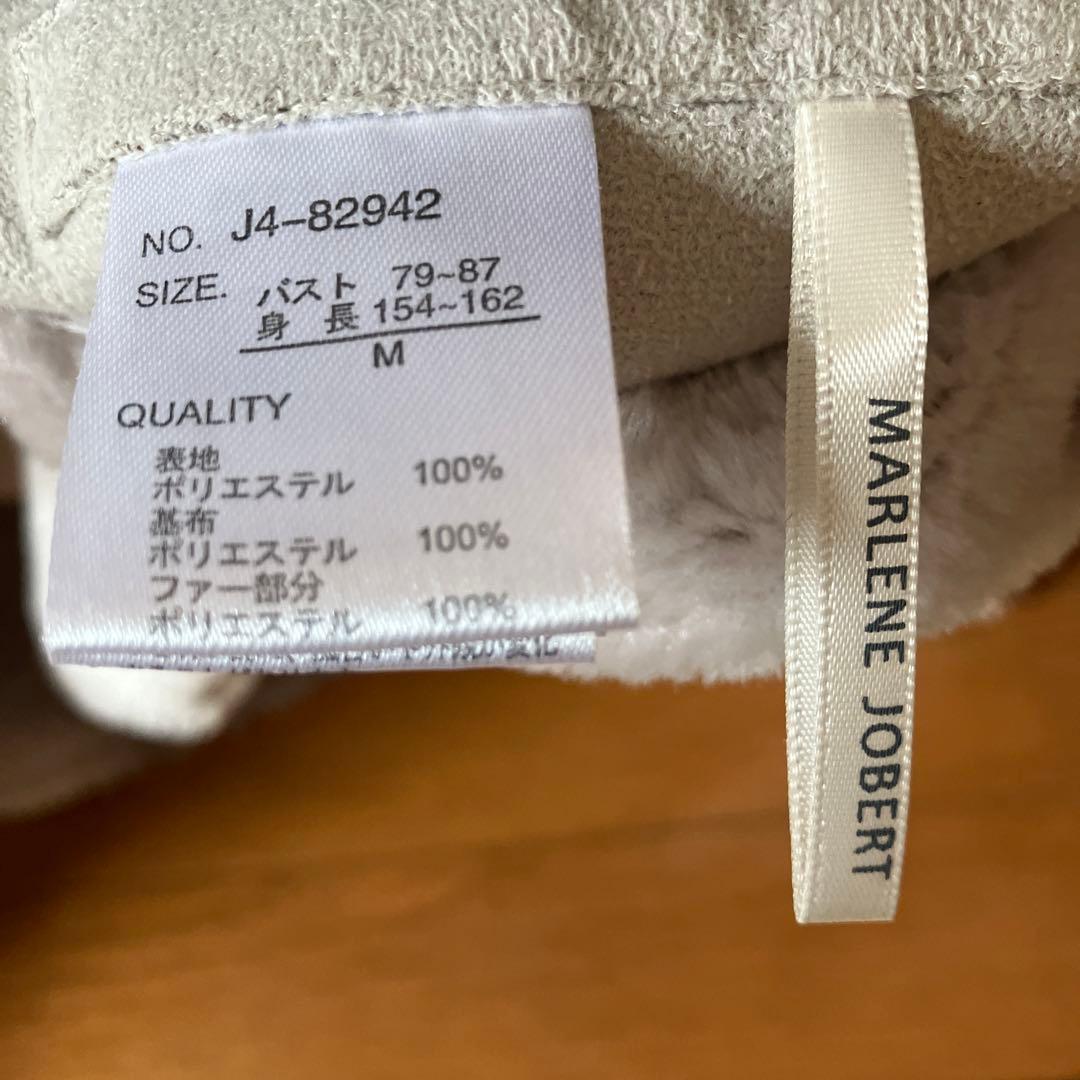 NO. J4-82942
SIZE. バスト 79~87
身長 154~162
M
QUALITY
表地
ポリエステル 100%
基布
ポリエステル 100%
ファー部分
ポリエステル 100%
MARLENE JOBERT